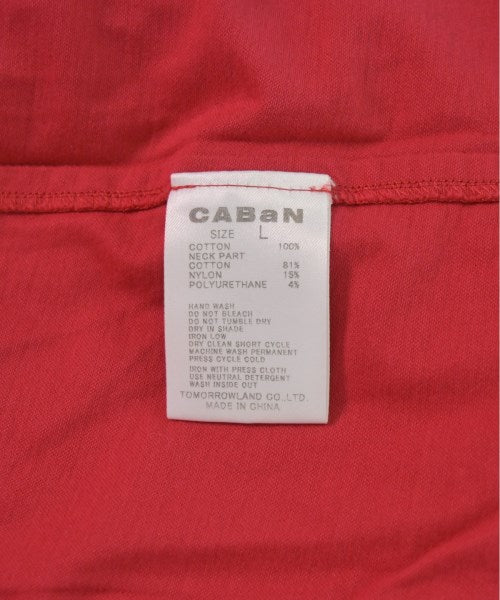 CABaN
SIZE L
COTTON 100%
NECK PART
COTTON 81%
NYLON 15%
POLYURETHANE 4%
HAND WASH
DO NOT BLEACH
DO NOT TUMBLE DRY
DRY IN SHADE
IRON LOW
DRY CLEAN SHORT CYCLE
MACHINE WASH PERMANENT
PRESS CYCLE COLD
IRON WITH PRESS CLOTH
USE NEUTRAL DETERGENT
WASH INSIDE OUT
TOMORROWLAND CO.,LTD.
MADE IN CHINA